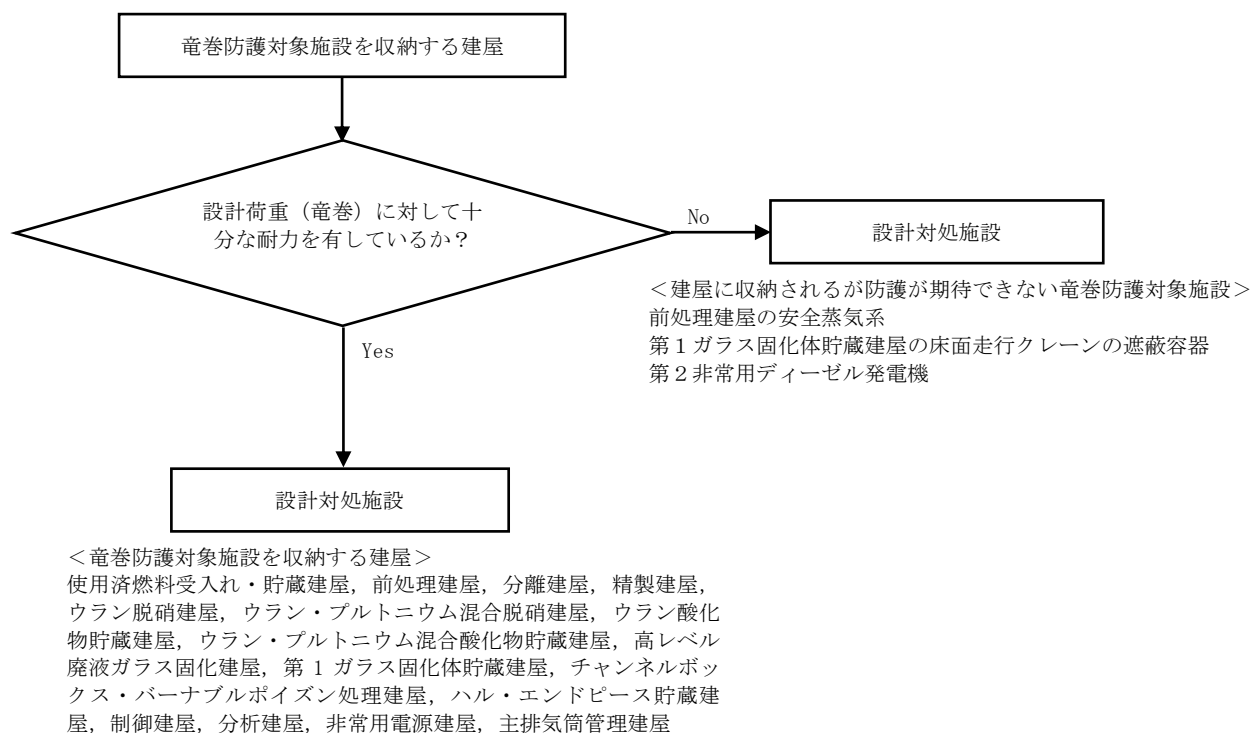 竜巻防護対象施設を収納する建屋
設計荷重（竜巻）に対して十
分な耐力を有しているか？
No
設計対処施設
＜建屋に収納されるが防護が期待できない竜巻防護対象施設＞
前処理建屋の安全蒸気系
第１ガラス固化体貯蔵建屋の床面走行クレーンの遮蔽容器
第２非常用ディーゼル発電機
Yes
設計対処施設
＜竜巻防護対象施設を収納する建屋＞
使用済燃料受入れ・貯蔵建屋，前処理建屋，分離建屋，精製建屋，
ウラン脱硝建屋，ウラン・プルトニウム混合脱硝建屋，ウラン酸化
物貯蔵建屋，ウラン・プルトニウム混合酸化物貯蔵建屋，高レベル
廃液ガラス固化建屋，第 1 ガラス固化体貯蔵建屋，チャンネルボッ
クス・バーナブルポイズン処理建屋，ハル・エンドピース貯蔵建
屋，制御建屋，分析建屋，非常用電源建屋，主排気筒管理建屋